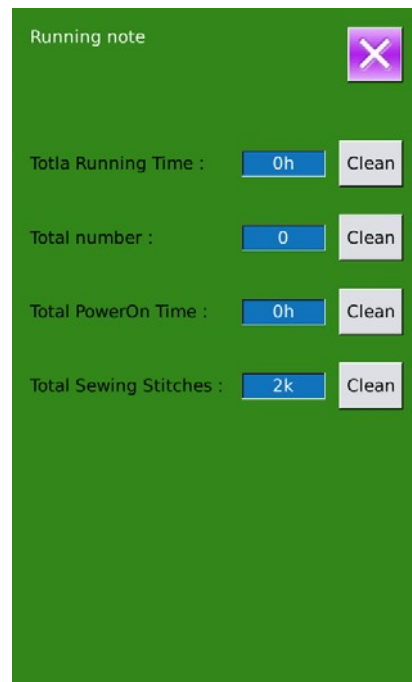 Running note
Totla Running Time : 0h Clean
Total number : 0 Clean
Total PowerOn Time : 0h Clean
Total Sewing Stitches : 2k Clean